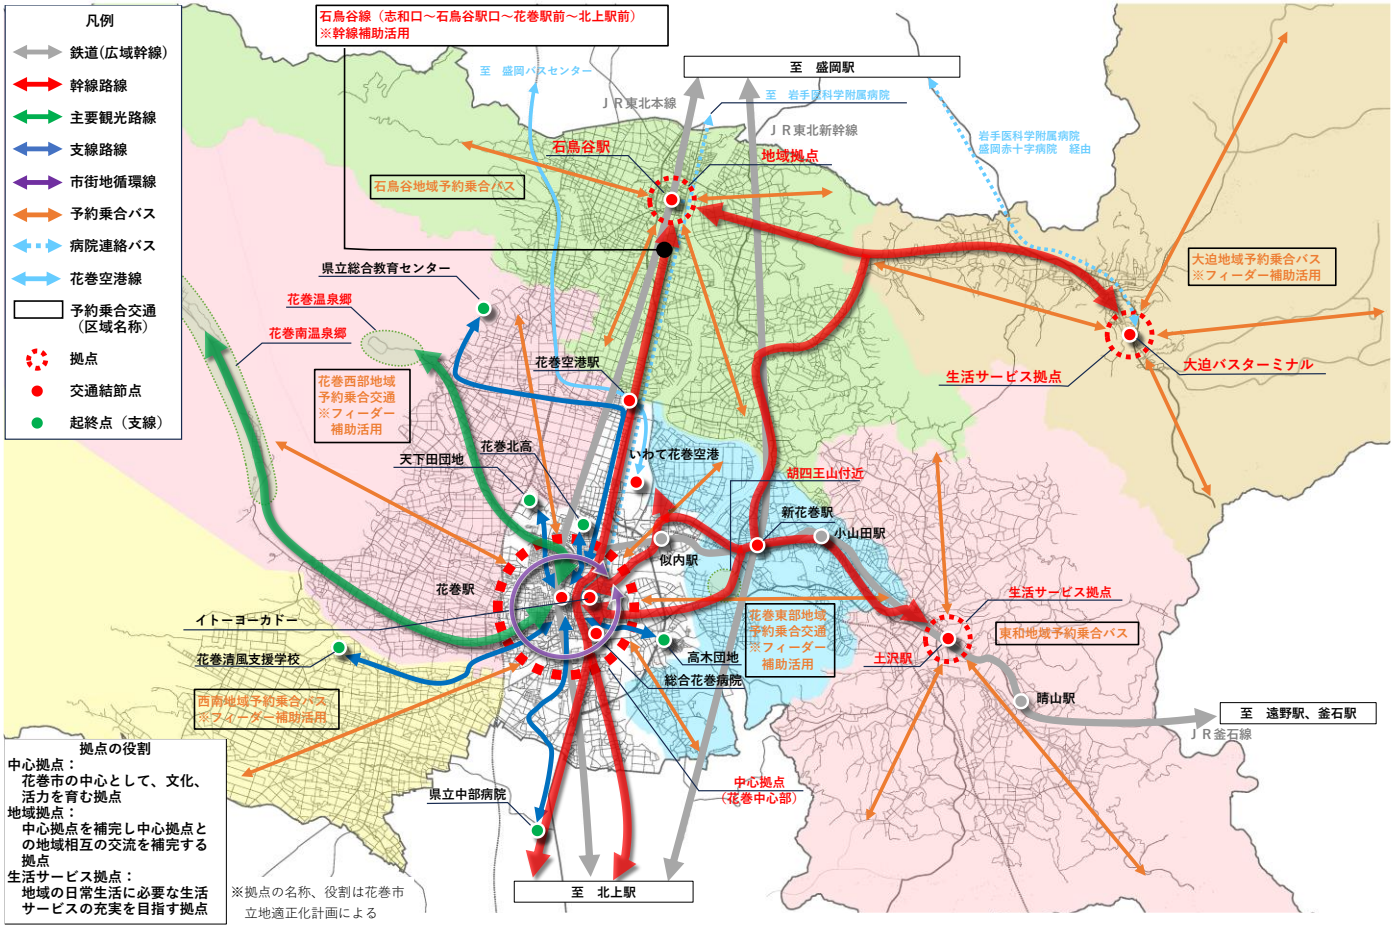 凡例
鉄道(広域幹線)
幹線路線
主要観光路線
支線路線
市街地循環線
予約乗合バス
病院連絡バス
花巻空港線
予約乗合交通
（区域名称）
拠点
交通結節点
起終点（支線）
石鳥谷線（志和口～石鳥谷駅口～花巻駅前～北上駅前）
※幹線補助活用
至　盛岡バスセンター
至　盛岡駅
ＪＲ東北本線
至　岩手医科学附属病院
ＪＲ東北新幹線
岩手医科学附属病院
盛岡赤十字病院　経由
石鳥谷駅
地域拠点
石鳥谷地域予約乗合バス
県立総合教育センター
花巻温泉郷
花巻南温泉郷
大迫地域予約乗合バス
※フィーダー補助活用
花巻空港駅
生活サービス拠点
大迫バスターミナル
花巻西部地域
予約乗合交通
※フィーダー
補助活用
花巻北高
天下田団地
いわて花巻空港
胡四王山付近
新花巻駅
小山田駅
似内駅
花巻駅
イトーヨーカドー
花巻清風支援学校
生活サービス拠点
花巻東部地域
予約乗合交通
※フィーダー
補助活用
東和地域予約乗合バス
高木団地
土沢駅
総合花巻病院
西南地域予約乗合バス
※フィーダー補助活用
晴山駅
至　遠野駅、釜石駅
ＪＲ釜石線
中心拠点
（花巻中心部）
県立中部病院
至　北上駅
拠点の役割
中心拠点：
花巻市の中心として、文化、
活力を育む拠点
地域拠点：
中心拠点を補完し中心拠点と
の地域相互の交流を補完する
拠点
生活サービス拠点：
地域の日常生活に必要な生活
サービスの充実を目指す拠点
※拠点の名称、役割は花巻市
立地適正化計画による